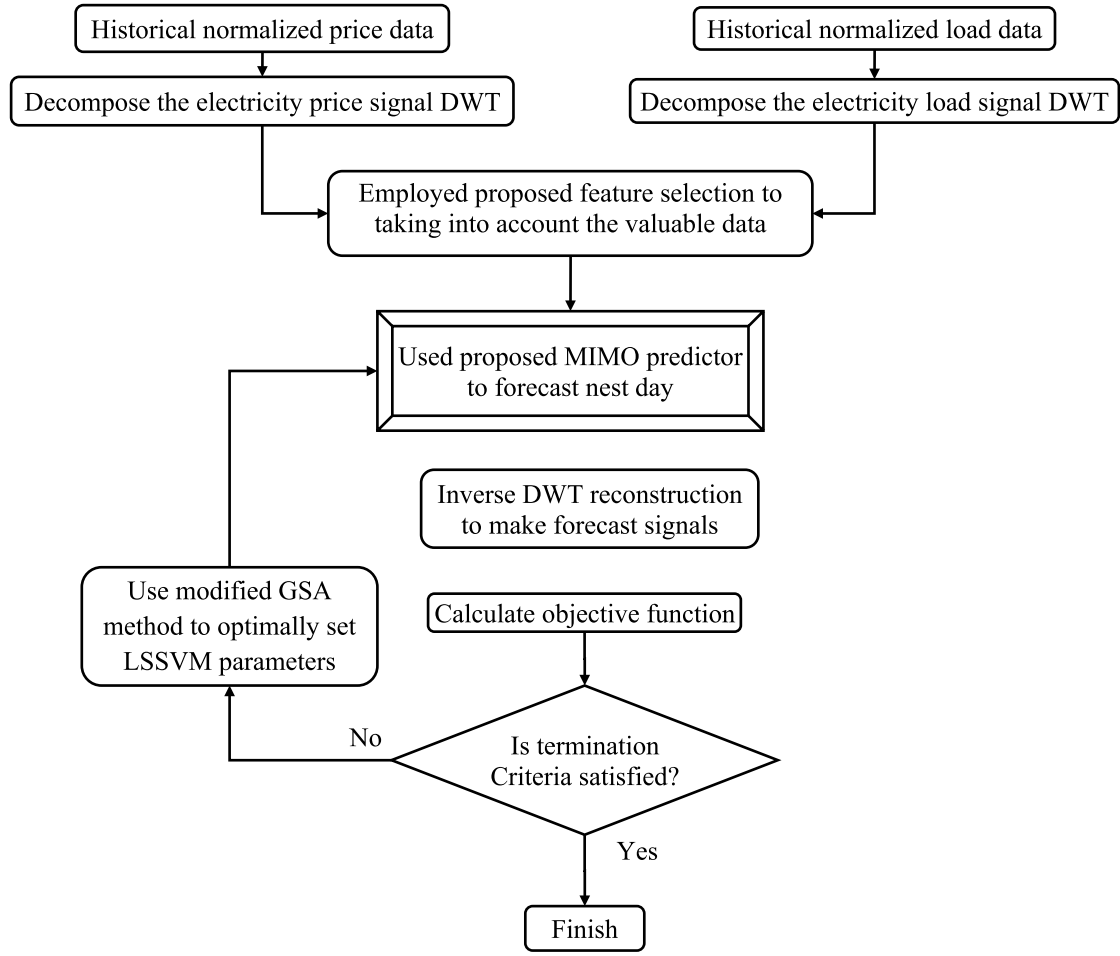 Historical normalized price data
Historical normalized load data
Decompose the electricity price signal DWT
Decompose the electricity load signal DWT
Employed proposed feature selection to
taking into account the valuable data
Used proposed MIMO predictor
to forecast nest day
Inverse DWT reconstruction
to make forecast signals
Use modified GSA
method to optimally set
LSSVM parameters
Calculate objective function
No
Is termination
Criteria satisfied?
Yes
Finish